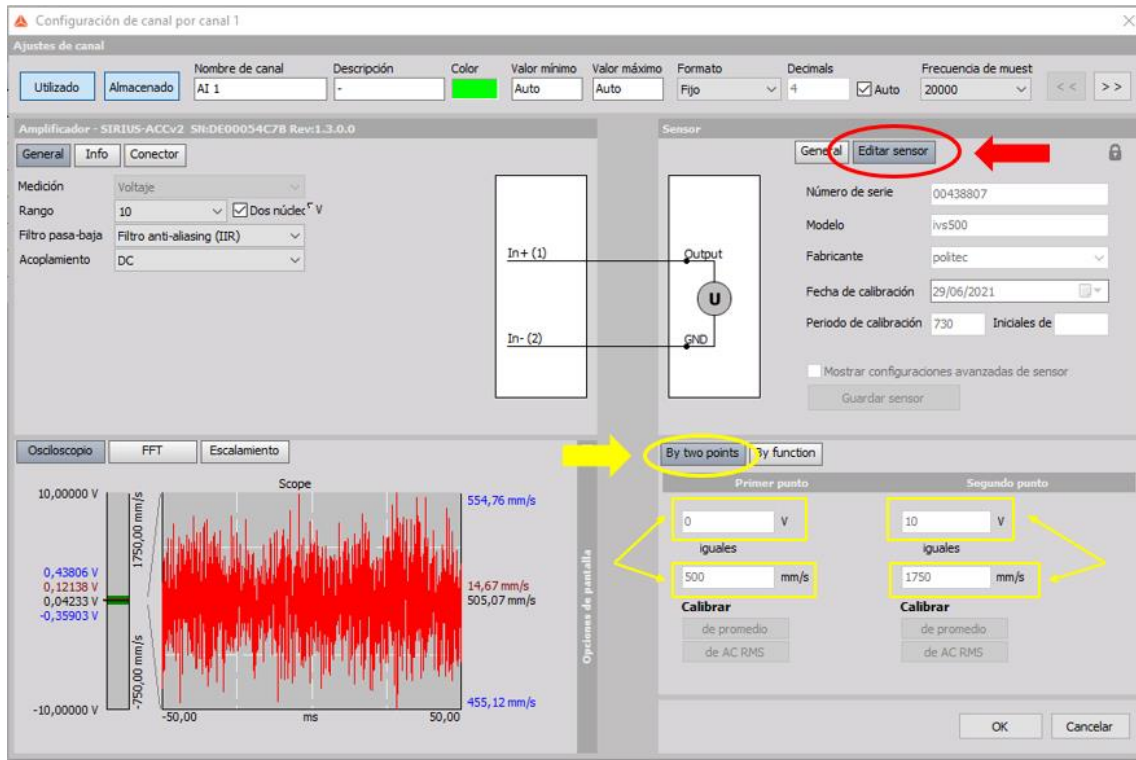 Configuración de canal por canal 1
Ajustes de canal
Utilizado
Almacenado
Nombre de canal
AI 1
Descripción
-
Color
Valor mínimo
Auto
Valor máximo
Auto
Formato
Fijo
Decimals
4
Auto
Frecuencia de muest
20000
<<
>>
Amplificador - SIRIUS-ACCv2 SN:DE00054C78 Rev:1.3.0.0
General
Info
Conector
Medición
Voltaje
Rango
10
Dos núclec
V
Filtro pasa-baja
Filtro anti-aliasing (IIR)
Acoplamiento
DC
In+ (1)
In- (2)
Sensor
Output
U
GND
General
Editar sensor
Número de serie
00438807
Modelo
ivs500
Fabricante
politec
Fecha de calibración
29/06/2021
Periodo de calibración
730
Iniciales de
Mostrar configuraciones avanzadas de sensor
Guardar sensor
Osciloscopio
FFT
Escalamiento
Scope
10,00000 V
1750,00 mm/s
554,76 mm/s
0,43806 V
0,12138 V
0,04233 V
-0,35903 V
14,67 mm/s
505,07 mm/s
-750,00 mm/s
455,12 mm/s
-10,00000 V
-50,00
ms
50,00
Opciones de pantalla
By two points
By function
Primer punto
Segundo punto
0 V
10 V
iguales
iguales
500 mm/s
1750 mm/s
Calibrar
Calibrar
de promedio
de promedio
de AC RMS
de AC RMS
OK
Cancelar